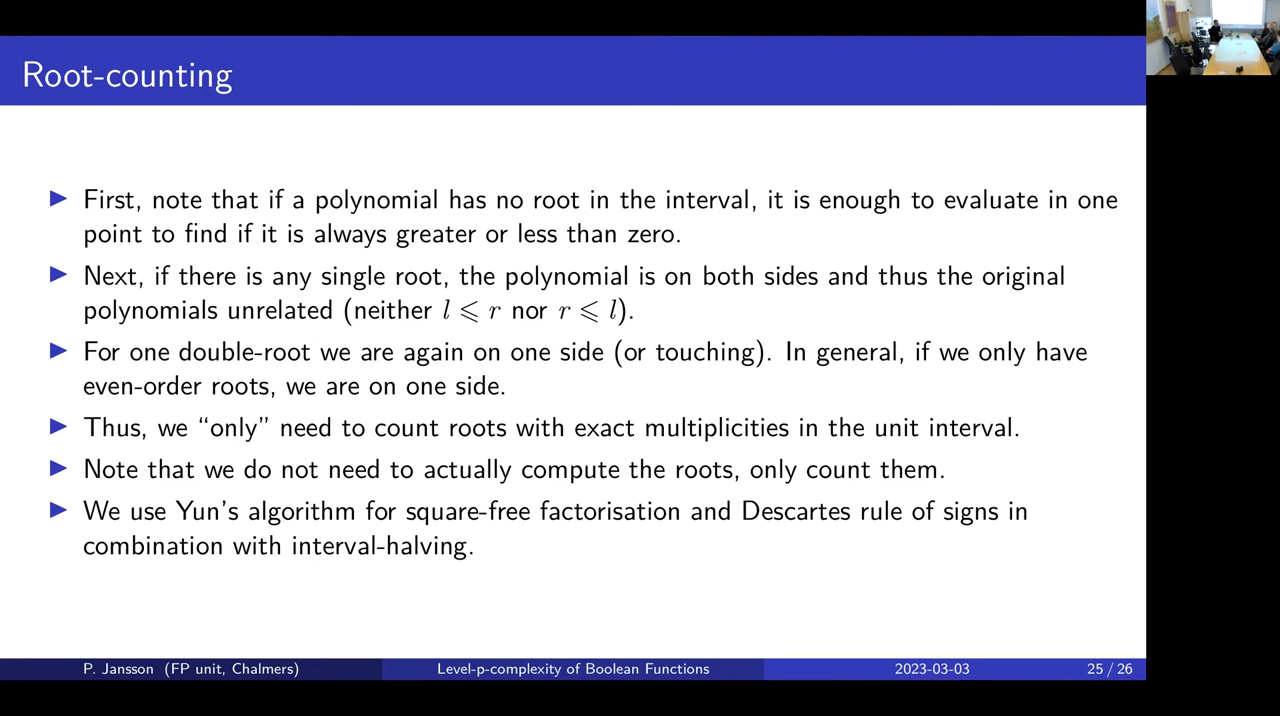 Root-counting
First, note that if a polynomial has no root in the interval, it is enough to evaluate in one
point to find if it is always greater or less than zero.
Next, if there is any single root, the polynomial is on both sides and thus the original
polynomials unrelated (neither l ⩽ r nor r ⩽ l).
For one double-root we are again on one side (or touching). In general, if we only have
even-order roots, we are on one side.
Thus, we “only” need to count roots with exact multiplicities in the unit interval.
Note that we do not need to actually compute the roots, only count them.
We use Yun's algorithm for square-free factorisation and Descartes rule of signs in
combination with interval-halving.
P. Jansson (FP unit, Chalmers) Level-p-complexity of Boolean Functions 2023-03-03 25 / 26